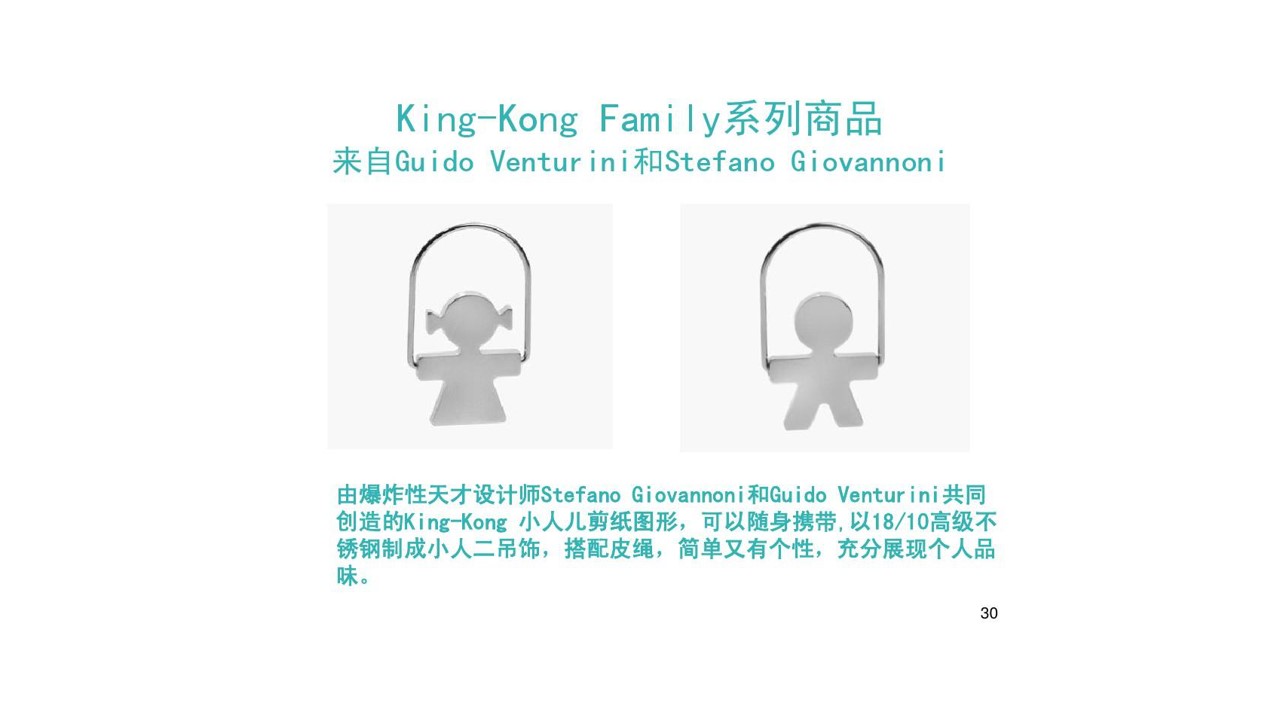 King-Kong Family系列商品
来自Guido Venturini和Stefano Giovannoni
由爆炸性天才设计师Stefano Giovannoni和Guido Venturini共同
创造的King-Kong 小人儿剪纸图形，可以随身携带,以18/10高级不
锈钢制成小人二吊饰，搭配皮绳，简单又有个性，充分展现个人品
味。
30